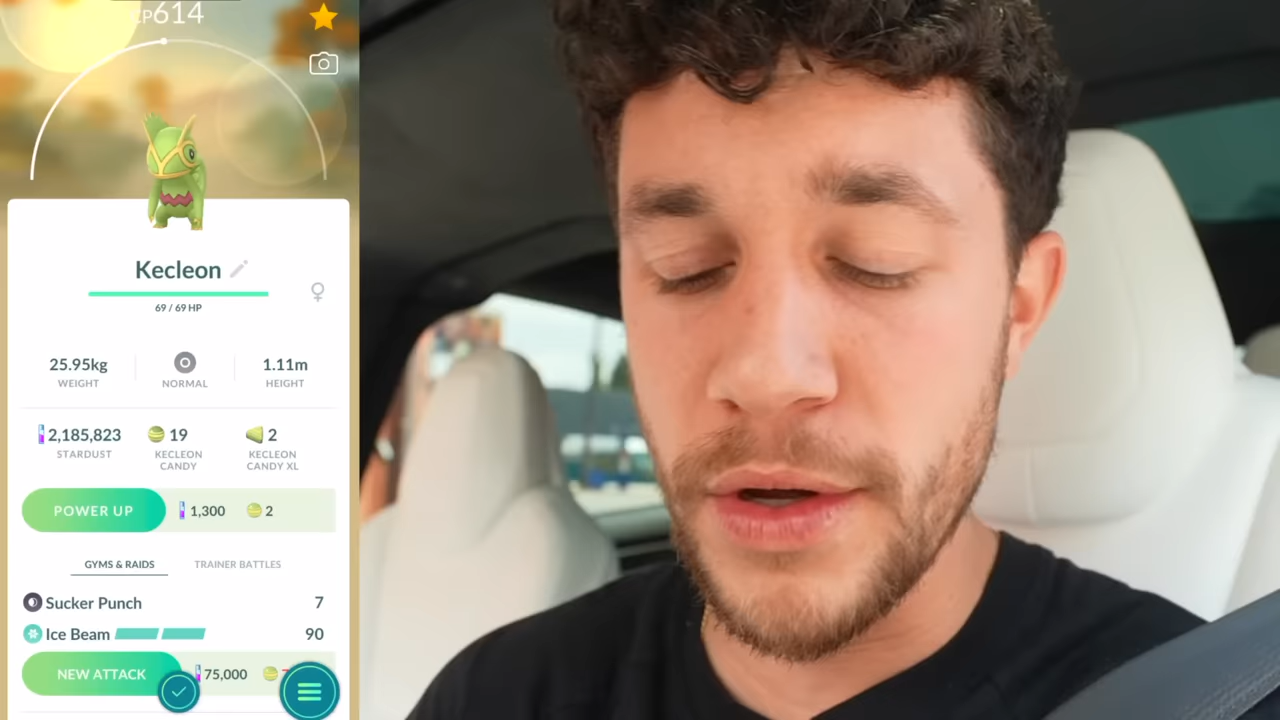 CP614
Kecleon
69 / 69 HP
25.95kg
WEIGHT
NORMAL
1.11m
HEIGHT
2,185,823
STARDUST
19
KECLEON
CANDY
2
KECLEON
CANDY XL
POWER UP
1,300
2
GYMS & RAIDS
TRAINER BATTLES
Sucker Punch 7
Ice Beam 90
NEW ATTACK
75,000